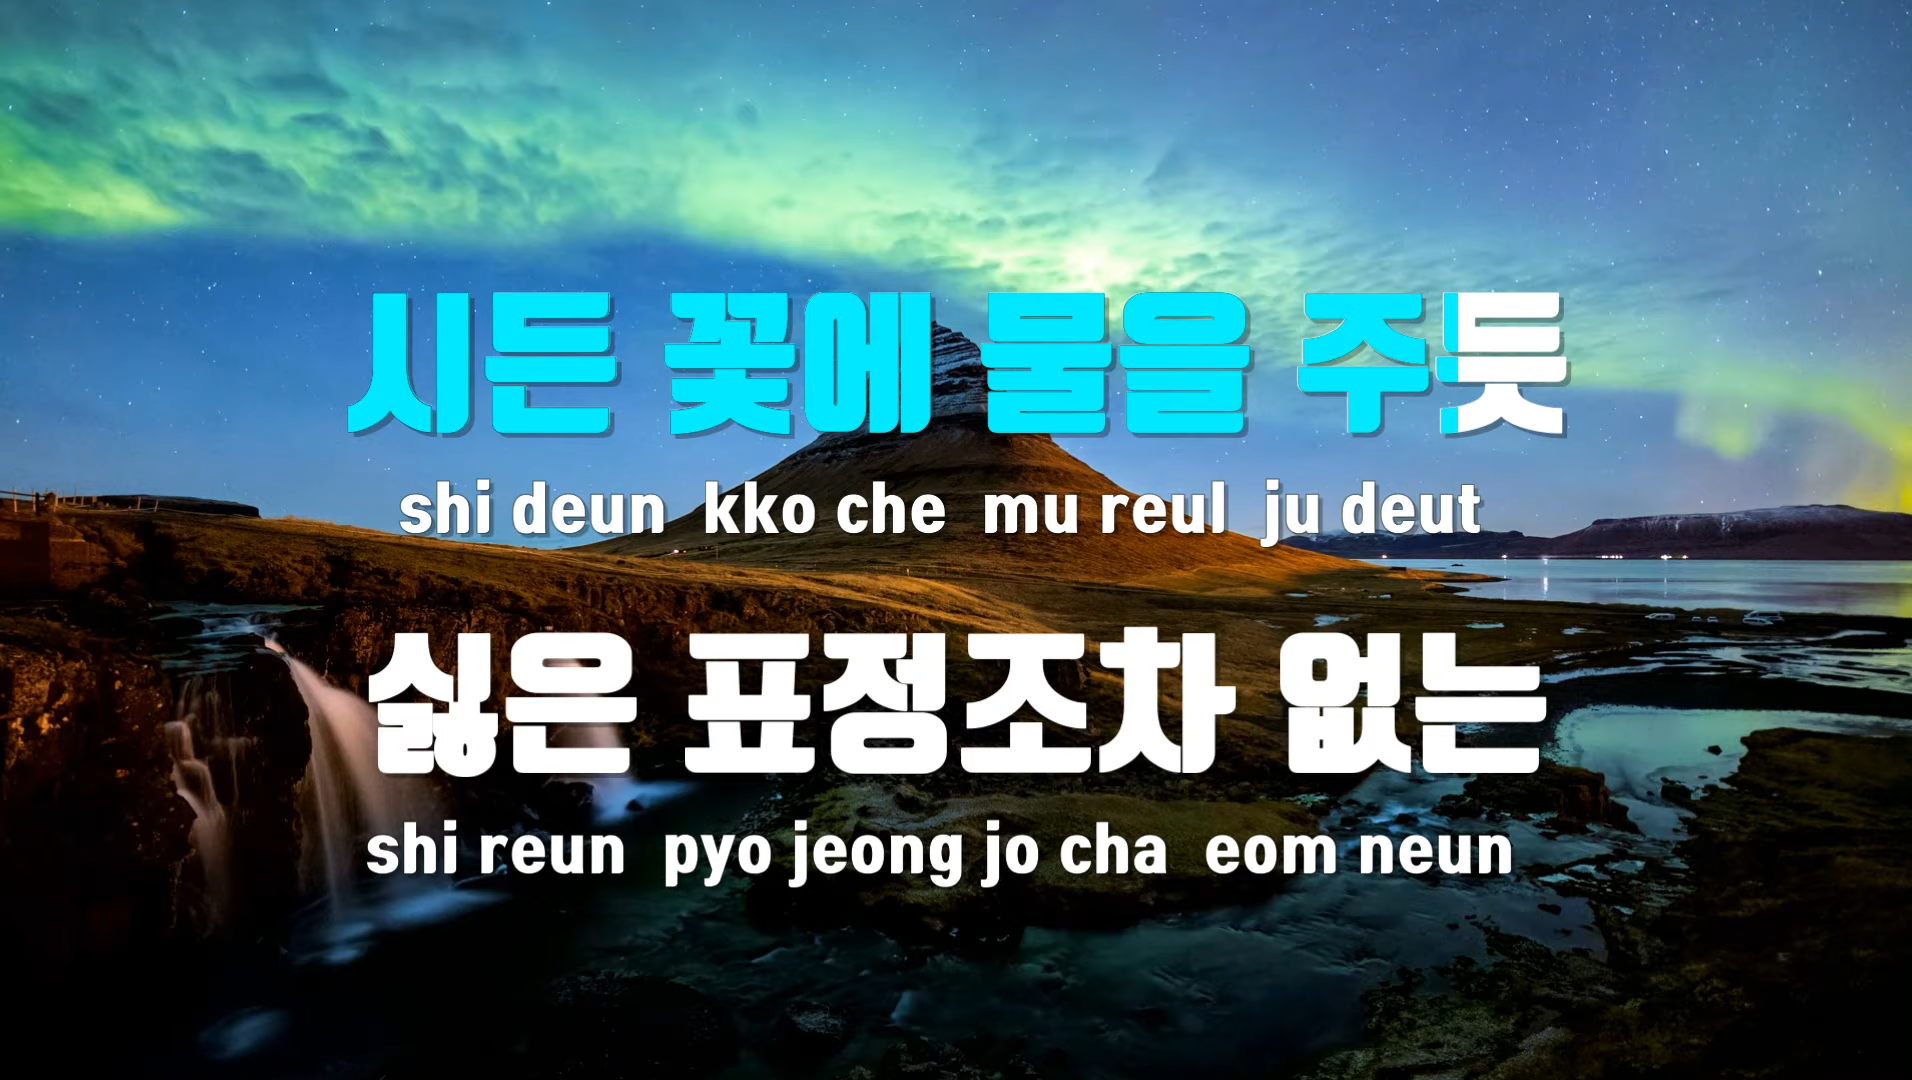 시든 꽃에 물을 주듯
shi deun kko che mu reul ju deut
싫은 표정조차 없는
shi reun pyo jeong jo cha eom neun